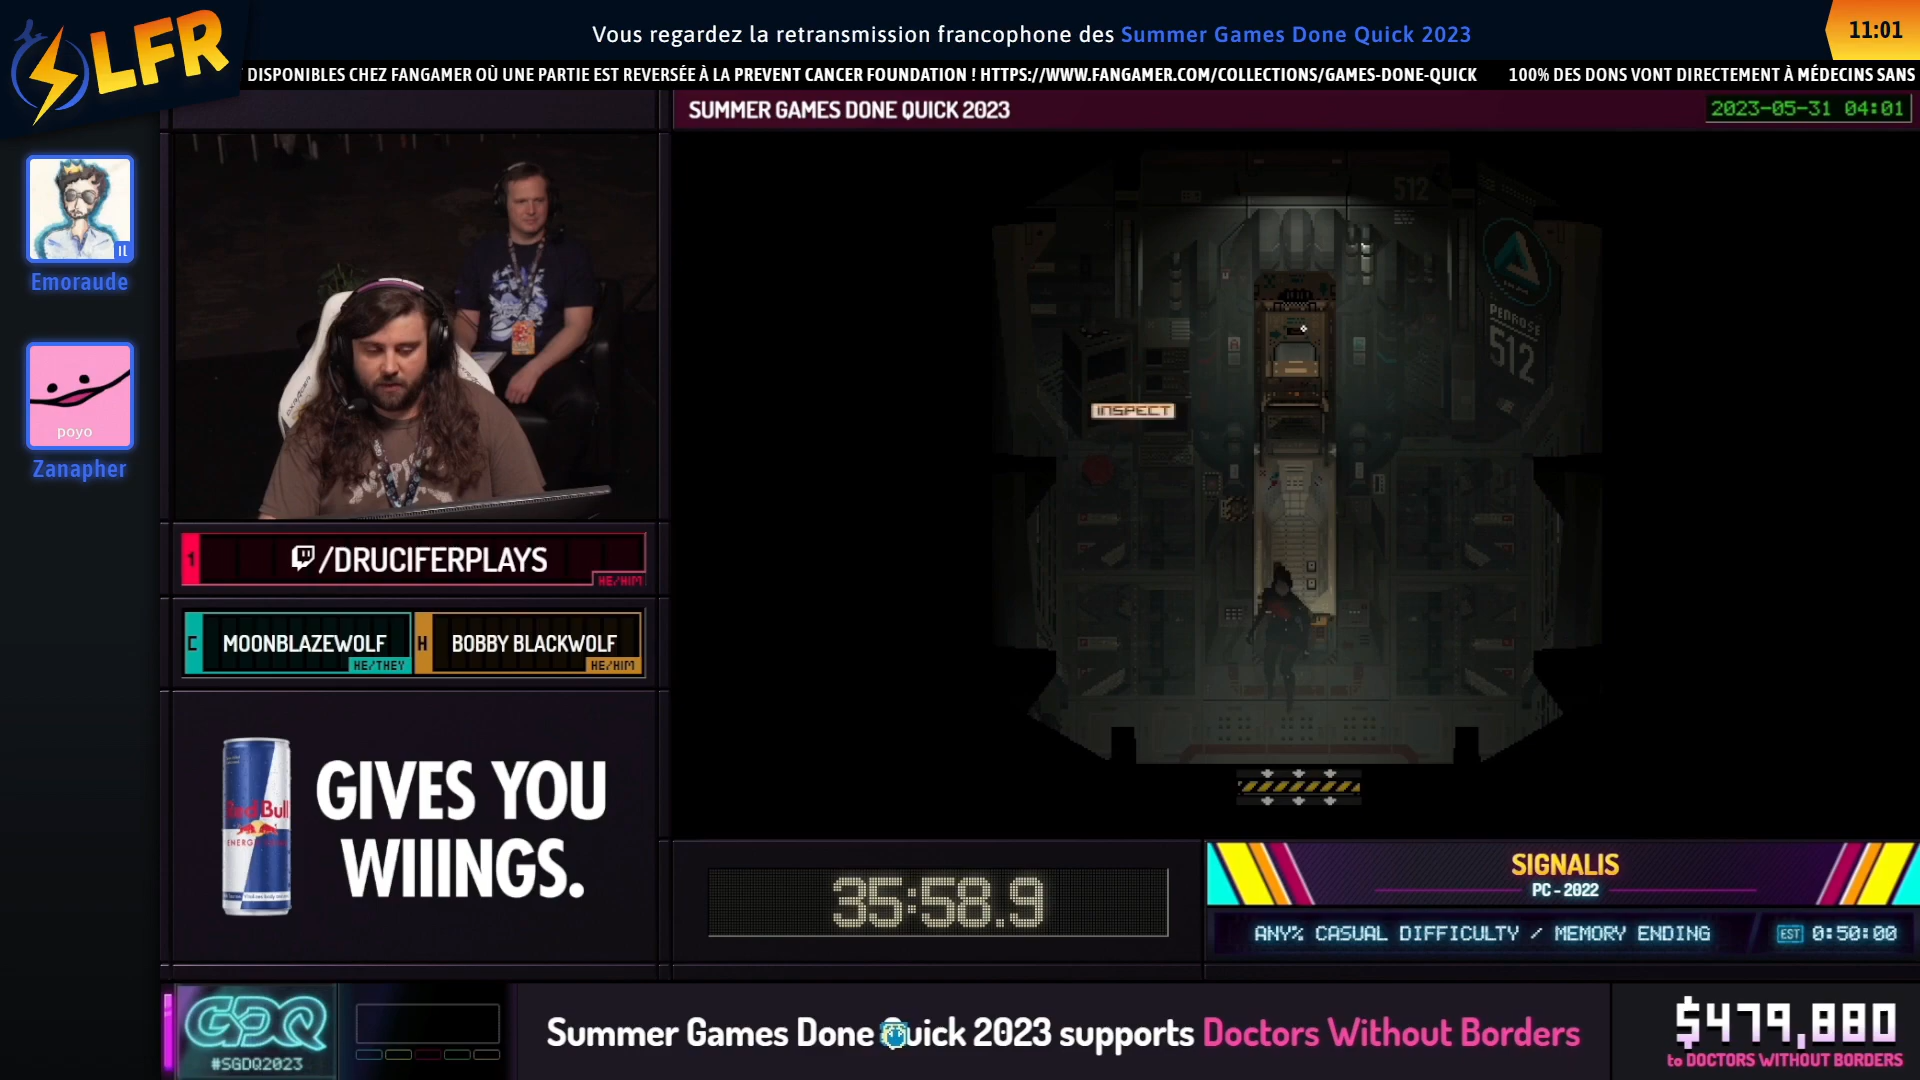 LFR
Vous regardez la retransmission francophone des Summer Games Done Quick 2023
11:01
DISPONIBLES CHEZ FANGAMER OÙ UNE PARTIE EST REVERSÉE À LA PREVENT CANCER FOUNDATION ! HTTPS://WWW.FANGAMER.COM/COLLECTIONS/GAMES-DONE-QUICK 100% DES DONS VONT DIRECTEMENT À MÉDECINS SANS
SUMMER GAMES DONE QUICK 2023
2023-05-31 04:01
Emoraude
poyo
Zanapher
512
PENROSE
512
INSPECT
1
/DRUCIFERPLAYS
HE/HIM
C
MOONBLAZEWOLF
HE/THEY
H
BOBBY BLACKWOLF
HE/HIM
Red Bull
GIVES YOU
WIIINGS.
35:58.9
SIGNALIS
PC - 2022
ANY% CASUAL DIFFICULTY / MEMORY ENDING
EST 0:50:00
GDQ
#SGDQ2023
Summer Games Done Quick 2023 supports Doctors Without Borders
$479,880
to DOCTORS WITHOUT BORDERS